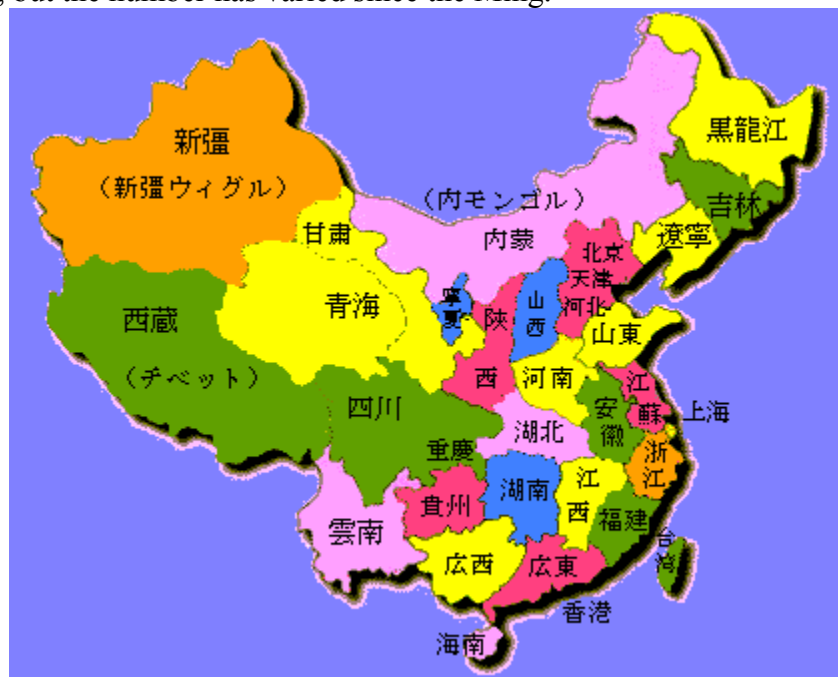 , but the number has varied since the Ming.
黒龍江
新疆
(新疆ウィグル)
吉林
(内モンゴル)
遼寧
甘粛
内蒙
北京
天津
河北
寧夏
山西
青海
西蔵
陝西
山東
(チベット)
河南
江蘇
四川
安徽
上海
湖北
重慶
浙江
湖南
江西
貴州
福建
雲南
台湾
広西
広東
香港
海南